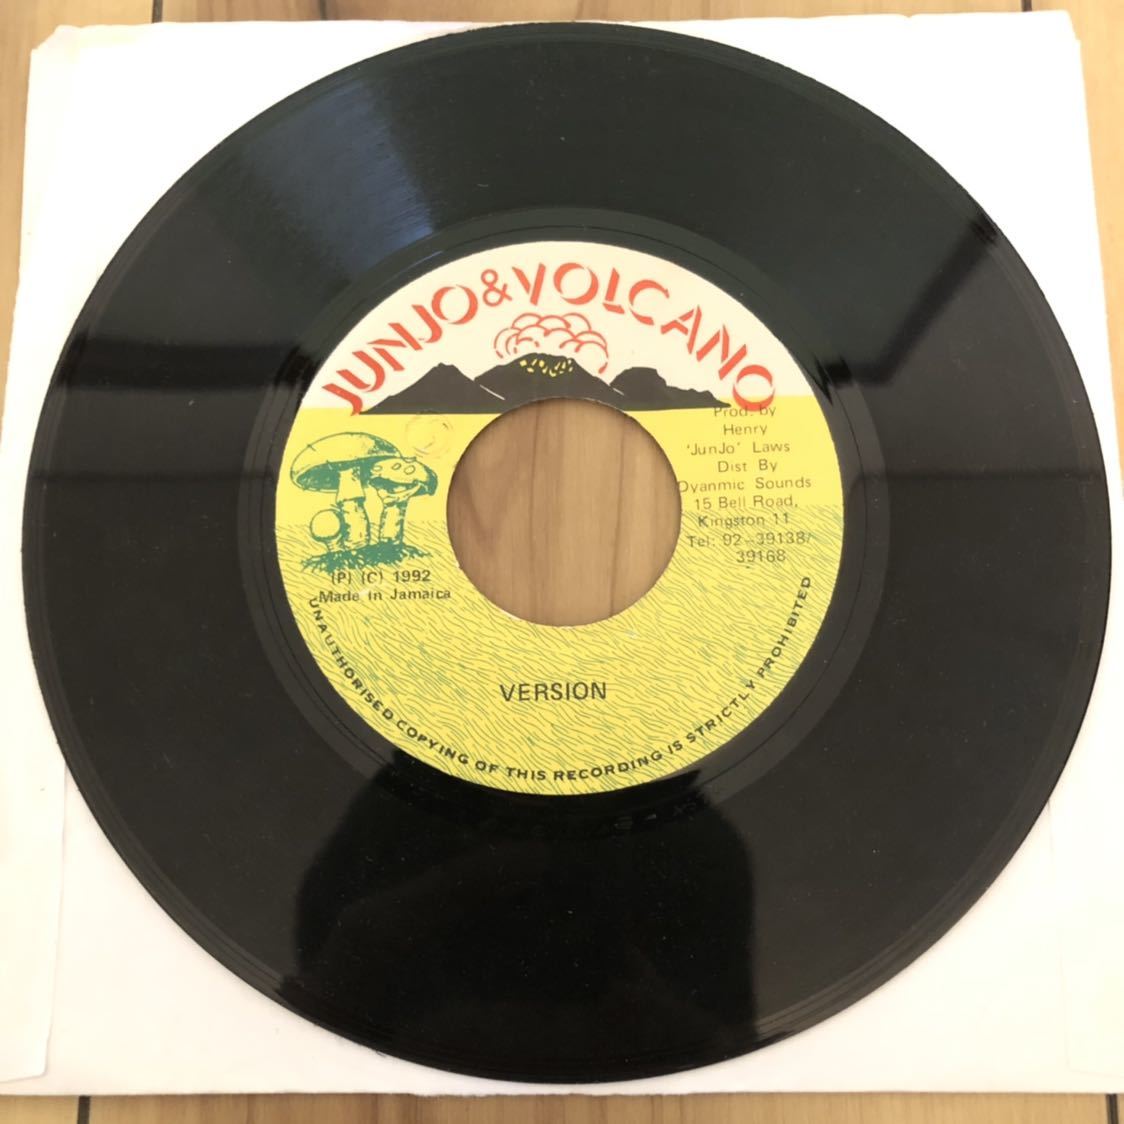 JUNJO & VOLCANO
Prod. by
Henry
'JunJo' Laws
Dist By
Dyanmic Sounds
15 Bell Road,
Kingston 11
Tel: 92-39138/
39168
(P) (C) 1992
Made in Jamaica
VERSION
UNAUTHORISED COPYING OF THIS RECORDING IS STRICTLY PROHIBITED